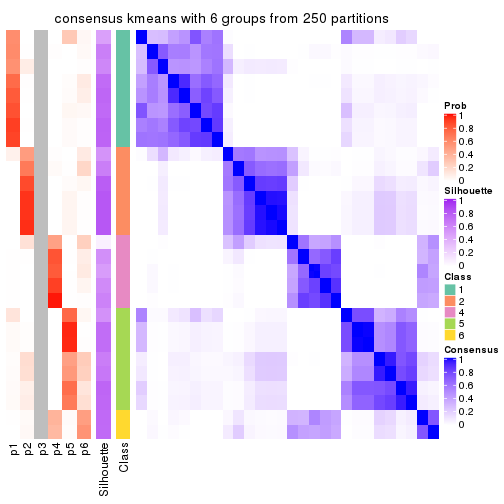 consensus kmeans with 6 groups from 250 partitions
Prob
1
0.8
0.6
0.4
0.2
0
Silhouette
1
0.8
0.6
0.4
0.2
0
Class
1
2
4
5
6
Consensus
1
0.8
0.6
0.4
0.2
0
p1
p2
p3
p4
p5
p6
Silhouette
Class